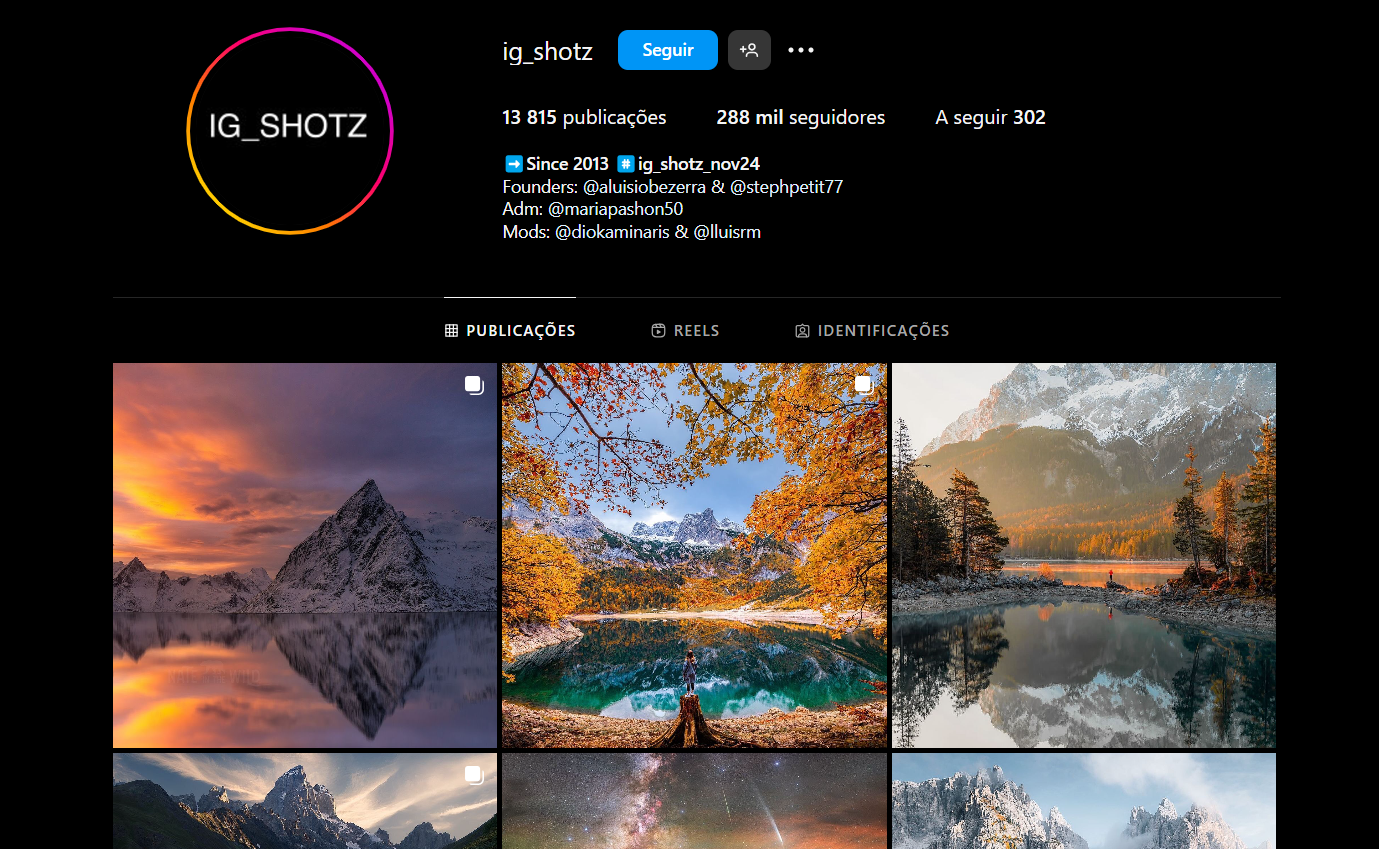 IG_SHOTZ
ig_shotz Seguir
13 815 publicações 288 mil seguidores A seguir 302
➡️Since 2013 #️⃣ig_shotz_nov24
Founders: @aluisiobezerra & @stephpetit77
Adm: @mariapashon50
Mods: @diokaminaris & @lluisrm
PUBLICAÇÕES REELS IDENTIFICAÇÕES